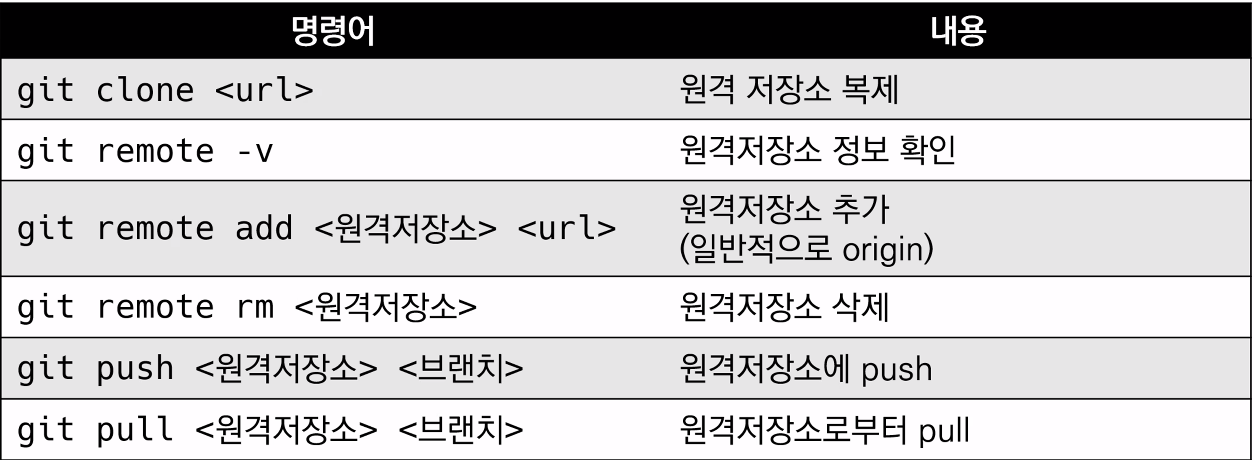 명령어 내용
git clone <url> 원격 저장소 복제
git remote -v 원격저장소 정보 확인
git remote add <원격저장소> <url> 원격저장소 추가
(일반적으로 origin)
git remote rm <원격저장소> 원격저장소 삭제
git push <원격저장소> <브랜치> 원격저장소에 push
git pull <원격저장소> <브랜치> 원격저장소로부터 pull